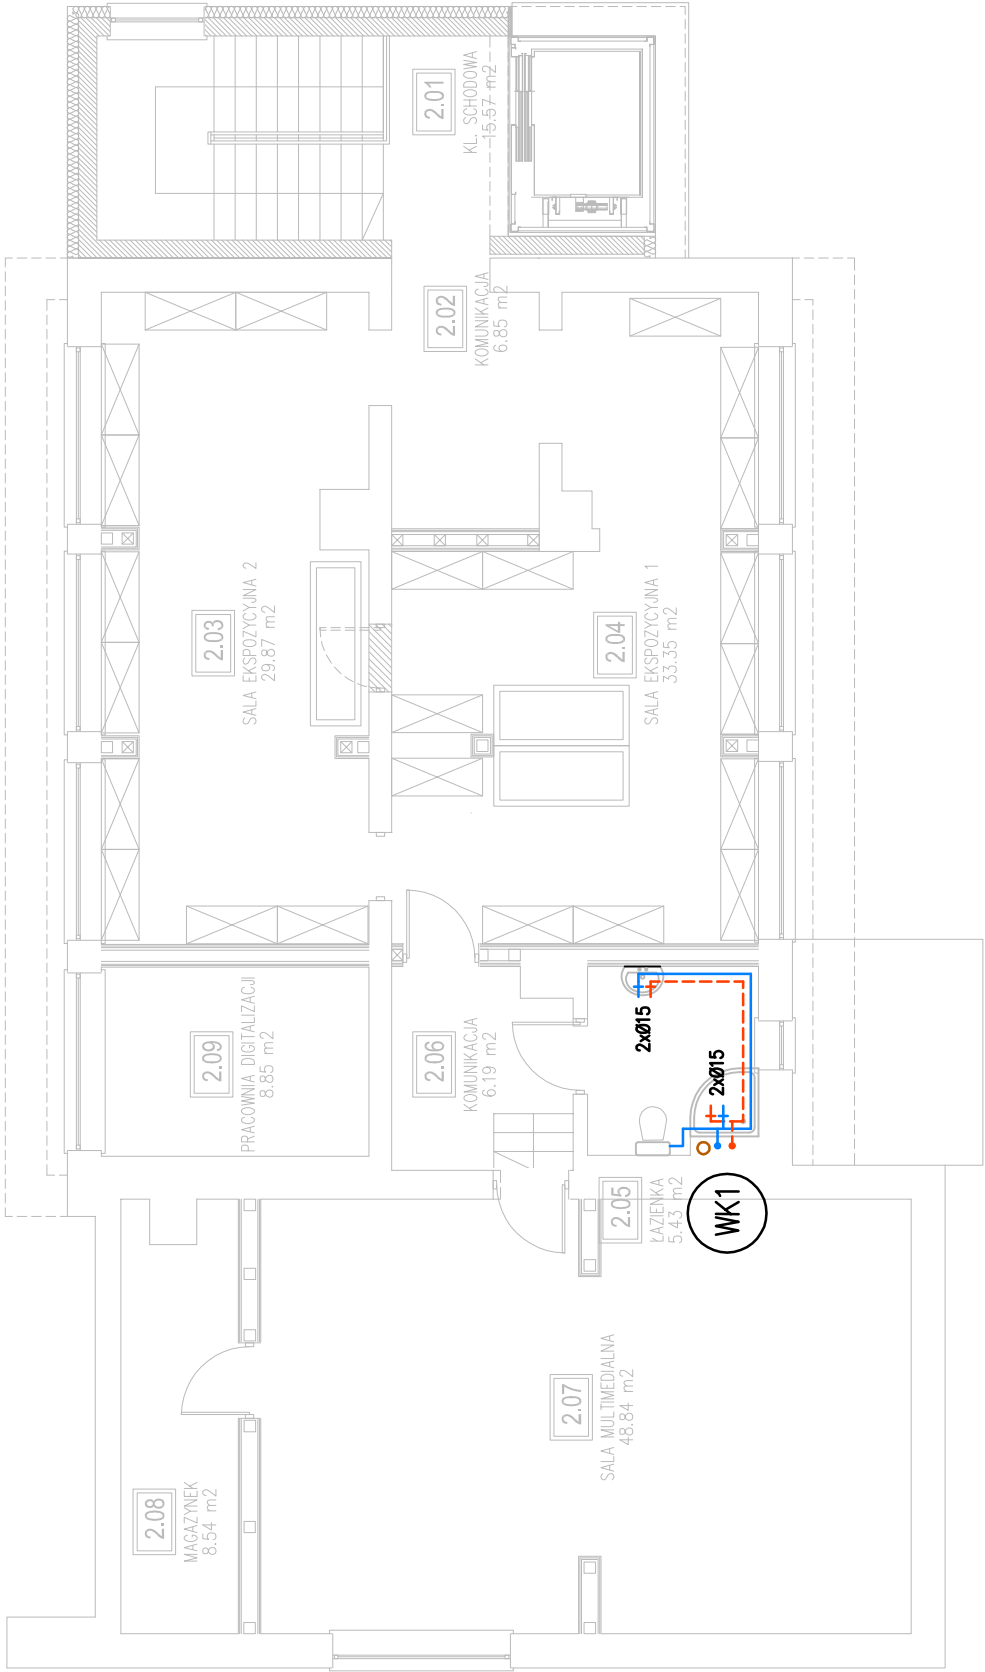 2.01
KL. SCHODOWA
15.57 m2
2.02
KOMUNIKACJA
6.85 m2
2.03
SALA EKSPOZYCYJNA 2
29.87 m2
2.04
SALA EKSPOZYCYJNA 1
33.35 m2
2.09
PRACOWNIA DIGITALIZACJI
8.85 m2
2.06
KOMUNIKACJA
6.19 m2
2xØ15
2xØ15
2.05
ŁAZIENKA
5.43 m2
WK1
2.07
SALA MULTIMEDIALNA
48.84 m2
2.08
MAGAZYNEK
8.54 m2